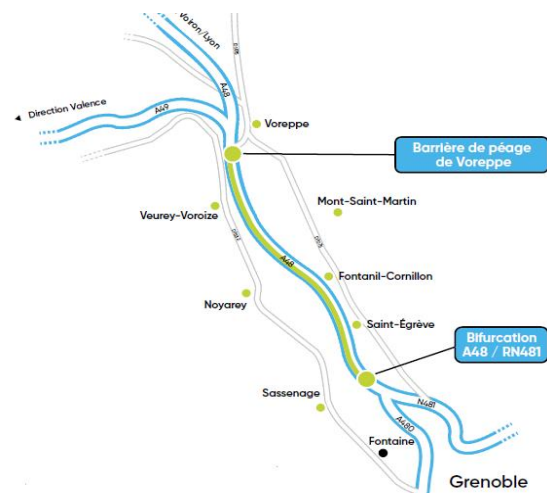 Voiron/Lyon
A48
Direction Valence
A49
Voreppe
Barrière de péage
de Voreppe
Mont-Saint-Martin
Veurey-Voroize
A48
Fontanil-Cornillon
Noyarey
Saint-Égrève
Bifurcation
A48 / RN481
Sassenage
N481
A480
Fontaine
Grenoble